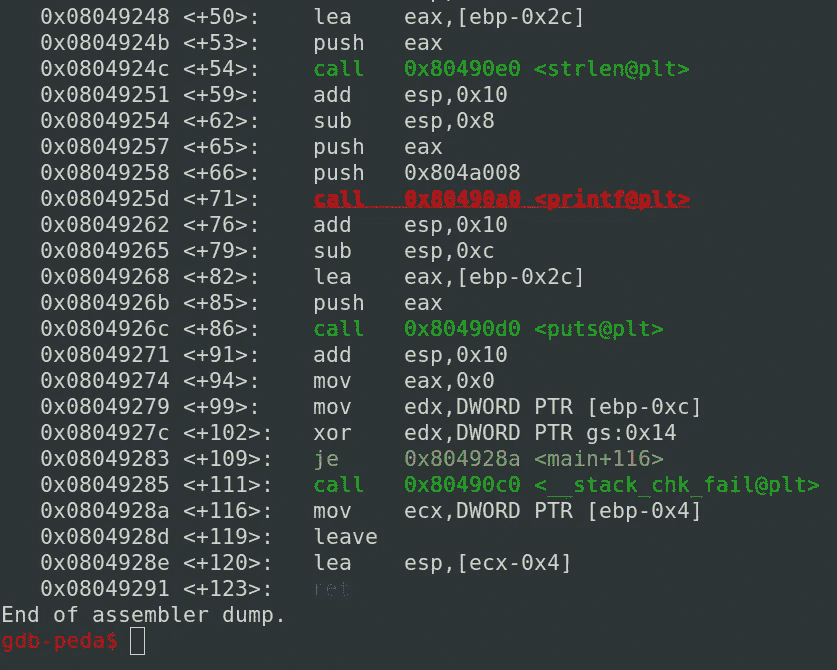 0x08049248 <+50>: lea eax,[ebp-0x2c]
0x0804924b <+53>: push eax
0x0804924c <+54>: call 0x80490e0 <strlen@plt>
0x08049251 <+59>: add esp,0x10
0x08049254 <+62>: sub esp,0x8
0x08049257 <+65>: push eax
0x08049258 <+66>: push 0x804a008
0x0804925d <+71>: call 0x80490a0 <printf@plt>
0x08049262 <+76>: add esp,0x10
0x08049265 <+79>: sub esp,0xc
0x08049268 <+82>: lea eax,[ebp-0x2c]
0x0804926b <+85>: push eax
0x0804926c <+86>: call 0x80490d0 <puts@plt>
0x08049271 <+91>: add esp,0x10
0x08049274 <+94>: mov eax,0x0
0x08049279 <+99>: mov edx,DWORD PTR [ebp-0xc]
0x0804927c <+102>: xor edx,DWORD PTR gs:0x14
0x08049283 <+109>: je 0x804928a <main+116>
0x08049285 <+111>: call 0x80490c0 <__stack_chk_fail@plt>
0x0804928a <+116>: mov ecx,DWORD PTR [ebp-0x4]
0x0804928d <+119>: leave
0x0804928e <+120>: lea esp,[ecx-0x4]
0x08049291 <+123>: ret
End of assembler dump.
gdb-peda$